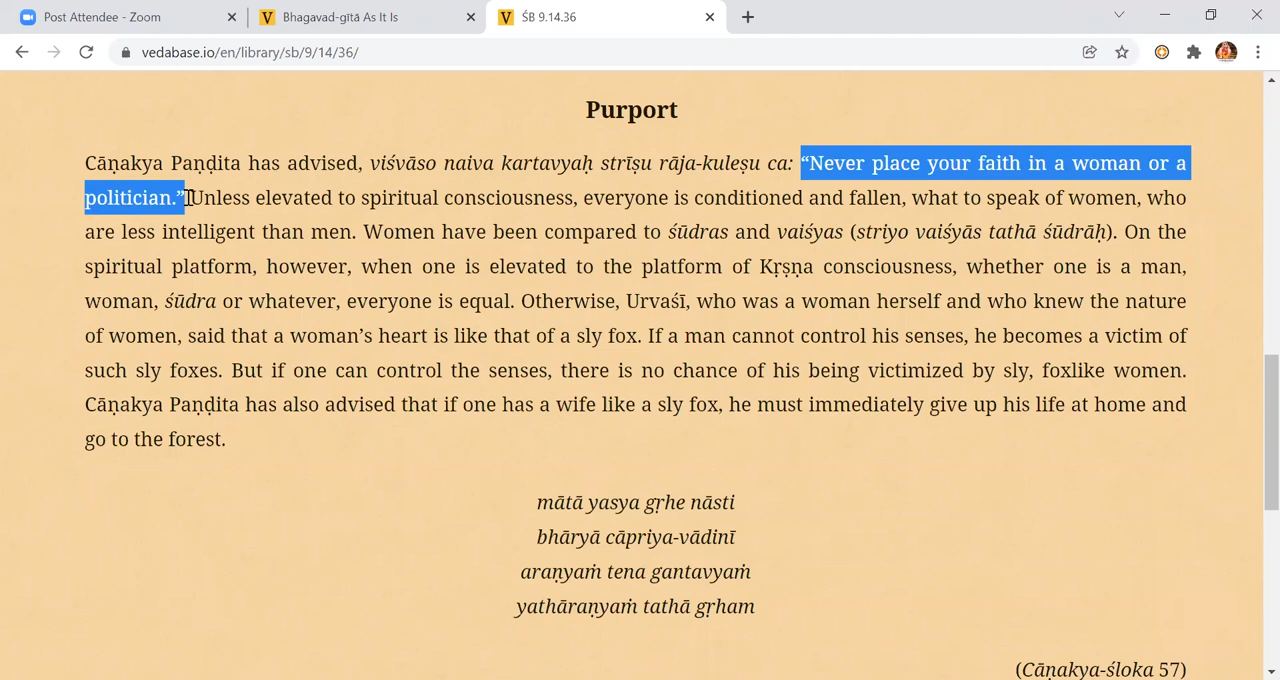 Post Attendee - Zoom
Bhagavad-gītā As It Is
ŚB 9.14.36
vedabase.io/en/library/sb/9/14/36/
Purport
Cāṇakya Paṇḍita has advised, viśvāso naiva kartavyaḥ strīṣu rāja-kuleṣu ca: “Never place your faith in a woman or a
politician.” Unless elevated to spiritual consciousness, everyone is conditioned and fallen, what to speak of women, who
are less intelligent than men. Women have been compared to śūdras and vaiśyas (striyo vaiśyās tathā śūdrāḥ). On the
spiritual platform, however, when one is elevated to the platform of Kṛṣṇa consciousness, whether one is a man,
woman, śūdra or whatever, everyone is equal. Otherwise, Urvaśī, who was a woman herself and who knew the nature
of women, said that a woman’s heart is like that of a sly fox. If a man cannot control his senses, he becomes a victim of
such sly foxes. But if one can control the senses, there is no chance of his being victimized by sly, foxlike women.
Cāṇakya Paṇḍita has also advised that if one has a wife like a sly fox, he must immediately give up his life at home and
go to the forest.
mātā yasya gṛhe nāsti
bhāryā cāpriya-vādinī
araṇyaṁ tena gantavyaṁ
yathāraṇyaṁ tathā gṛham
(Cāṇakya-śloka 57)